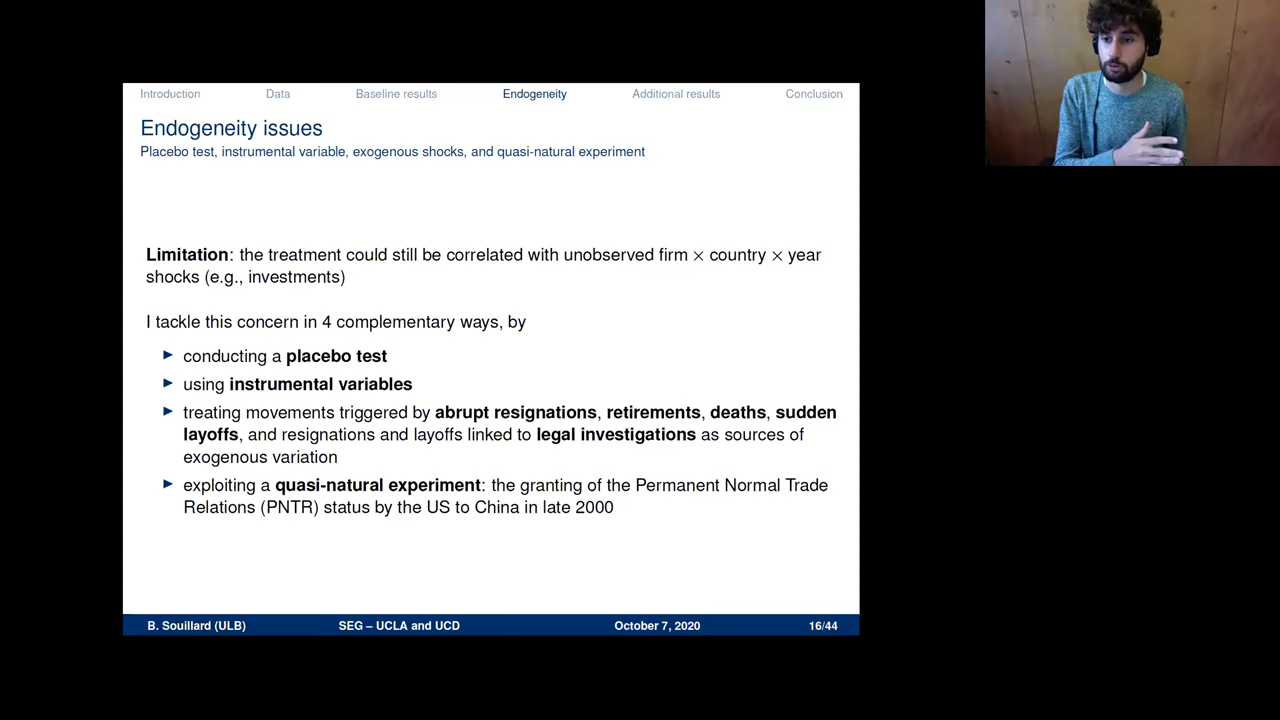 Introduction Data Baseline results Endogeneity Additional results Conclusion
Endogeneity issues
Placebo test, instrumental variable, exogenous shocks, and quasi-natural experiment
Limitation: the treatment could still be correlated with unobserved firm × country × year
shocks (e.g., investments)
I tackle this concern in 4 complementary ways, by
▶ conducting a placebo test
▶ using instrumental variables
▶ treating movements triggered by abrupt resignations, retirements, deaths, sudden
layoffs, and resignations and layoffs linked to legal investigations as sources of
exogenous variation
▶ exploiting a quasi-natural experiment: the granting of the Permanent Normal Trade
Relations (PNTR) status by the US to China in late 2000
B. Souillard (ULB) SEG – UCLA and UCD October 7, 2020 16/44